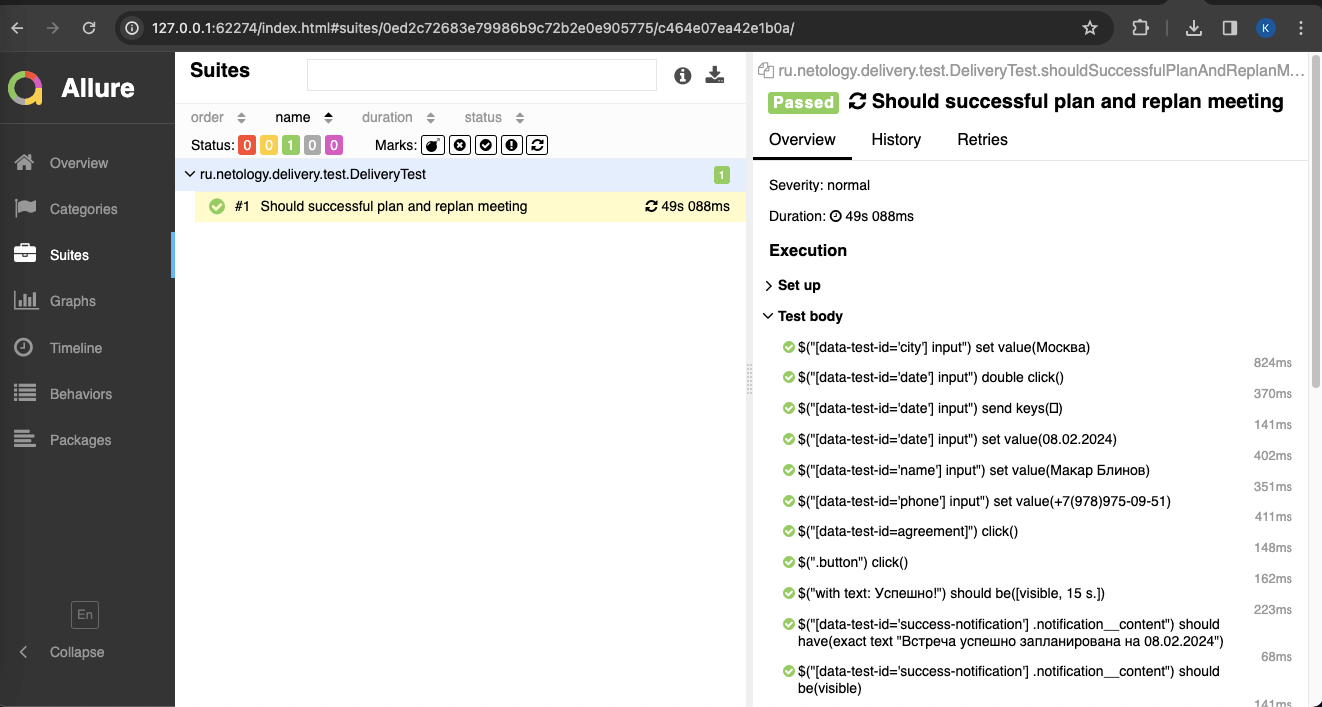 127.0.0.1:62274/index.html#suites/0ed2c72683e79986b9c72b2e0e905775/c464e07ea42e1b0a/
K
Allure
Overview
Categories
Suites
Graphs
Timeline
Behaviors
Packages
En
Collapse
Suites
order name duration status
Status: 0 0 1 0 0 Marks:
ru.netology.delivery.test.DeliveryTest 1
#1 Should successful plan and replan meeting 49s 088ms
ru.netology.delivery.test.DeliveryTest.shouldSuccessfulPlanAndReplanM...
Passed Should successful plan and replan meeting
Overview History Retries
Severity: normal
Duration: 49s 088ms
Execution
Set up
Test body
$("[data-test-id='city'] input") set value(Москва)
824ms
$("[data-test-id='date'] input") double click()
370ms
$("[data-test-id='date'] input") send keys()
141ms
$("[data-test-id='date'] input") set value(08.02.2024)
402ms
$("[data-test-id='name'] input") set value(Макар Блинов)
351ms
$("[data-test-id='phone'] input") set value(+7(978)975-09-51)
411ms
$("[data-test-id=agreement]") click()
148ms
$(".button") click()
162ms
$("with text: Успешно!") should be([visible, 15 s.])
223ms
$("[data-test-id='success-notification'] .notification__content") should
have(exact text "Встреча успешно запланирована на 08.02.2024")
68ms
$("[data-test-id='success-notification'] .notification__content") should
be(visible)
141ms